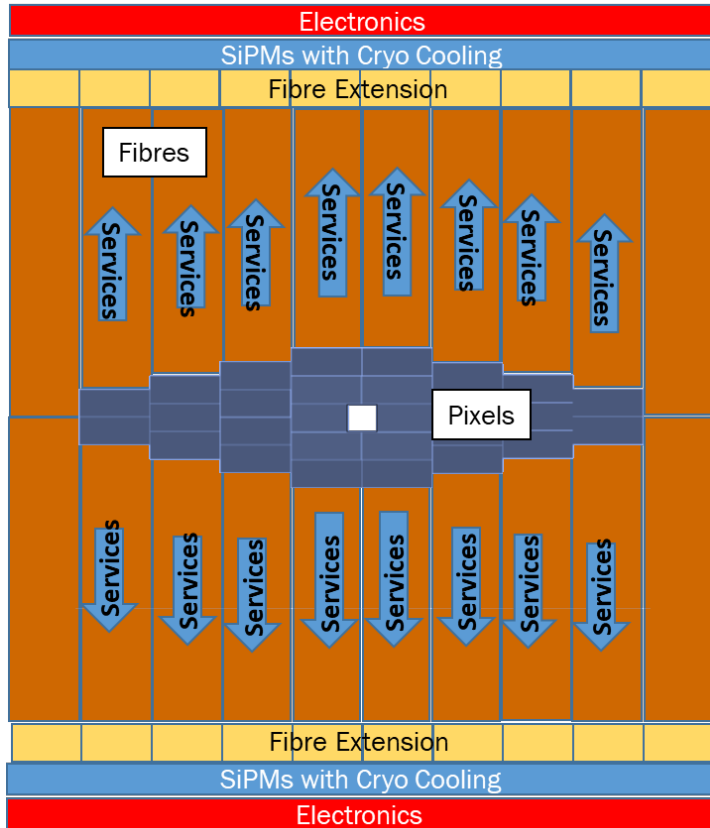 Electronics
SiPMs with Cryo Cooling
Fibre Extension
Fibres
Services
Services
Services
Services
Services
Services
Services
Services
Pixels
Services
Services
Services
Services
Services
Services
Services
Services
Fibre Extension
SiPMs with Cryo Cooling
Electronics